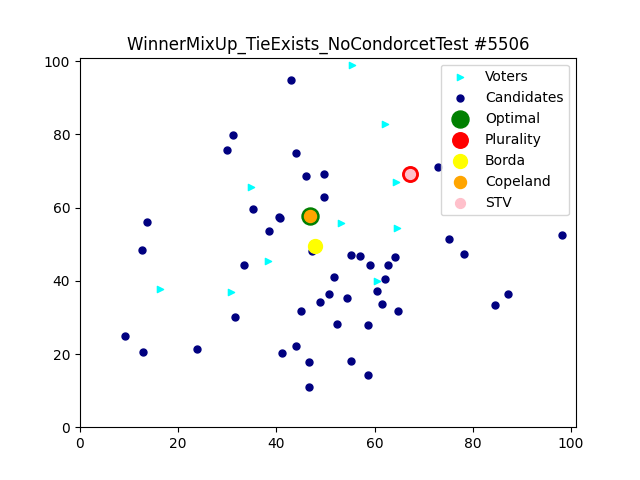 WinnerMixUp_TieExists_NoCondorcetTest #5506
100
80
60
40
20
0
0 20 40 60 80 100
Voters
Candidates
Optimal
Plurality
Borda
Copeland
STV